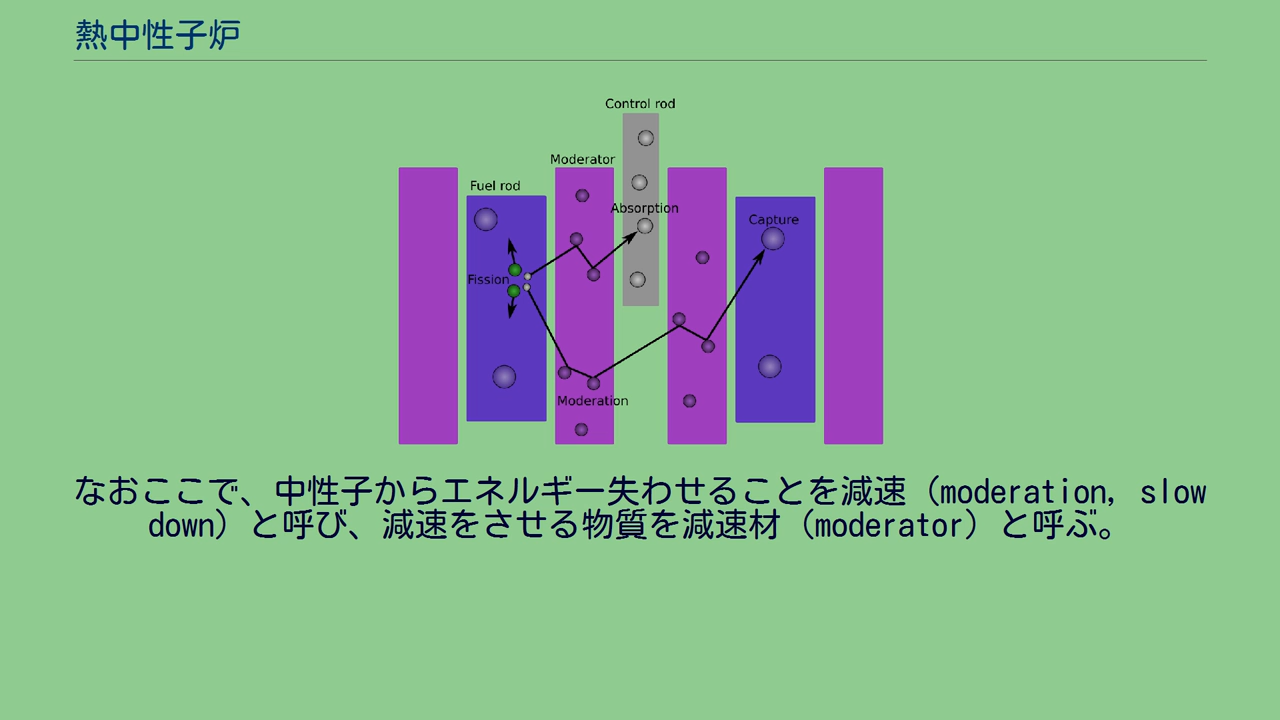 熱中性子炉
Control rod
Moderator
Fuel rod
Absorption
Capture
Fission
Moderation
なおここで、中性子からエネルギー失わせることを減速（moderation, slow
down）と呼び、減速をさせる物質を減速材（moderator）と呼ぶ。